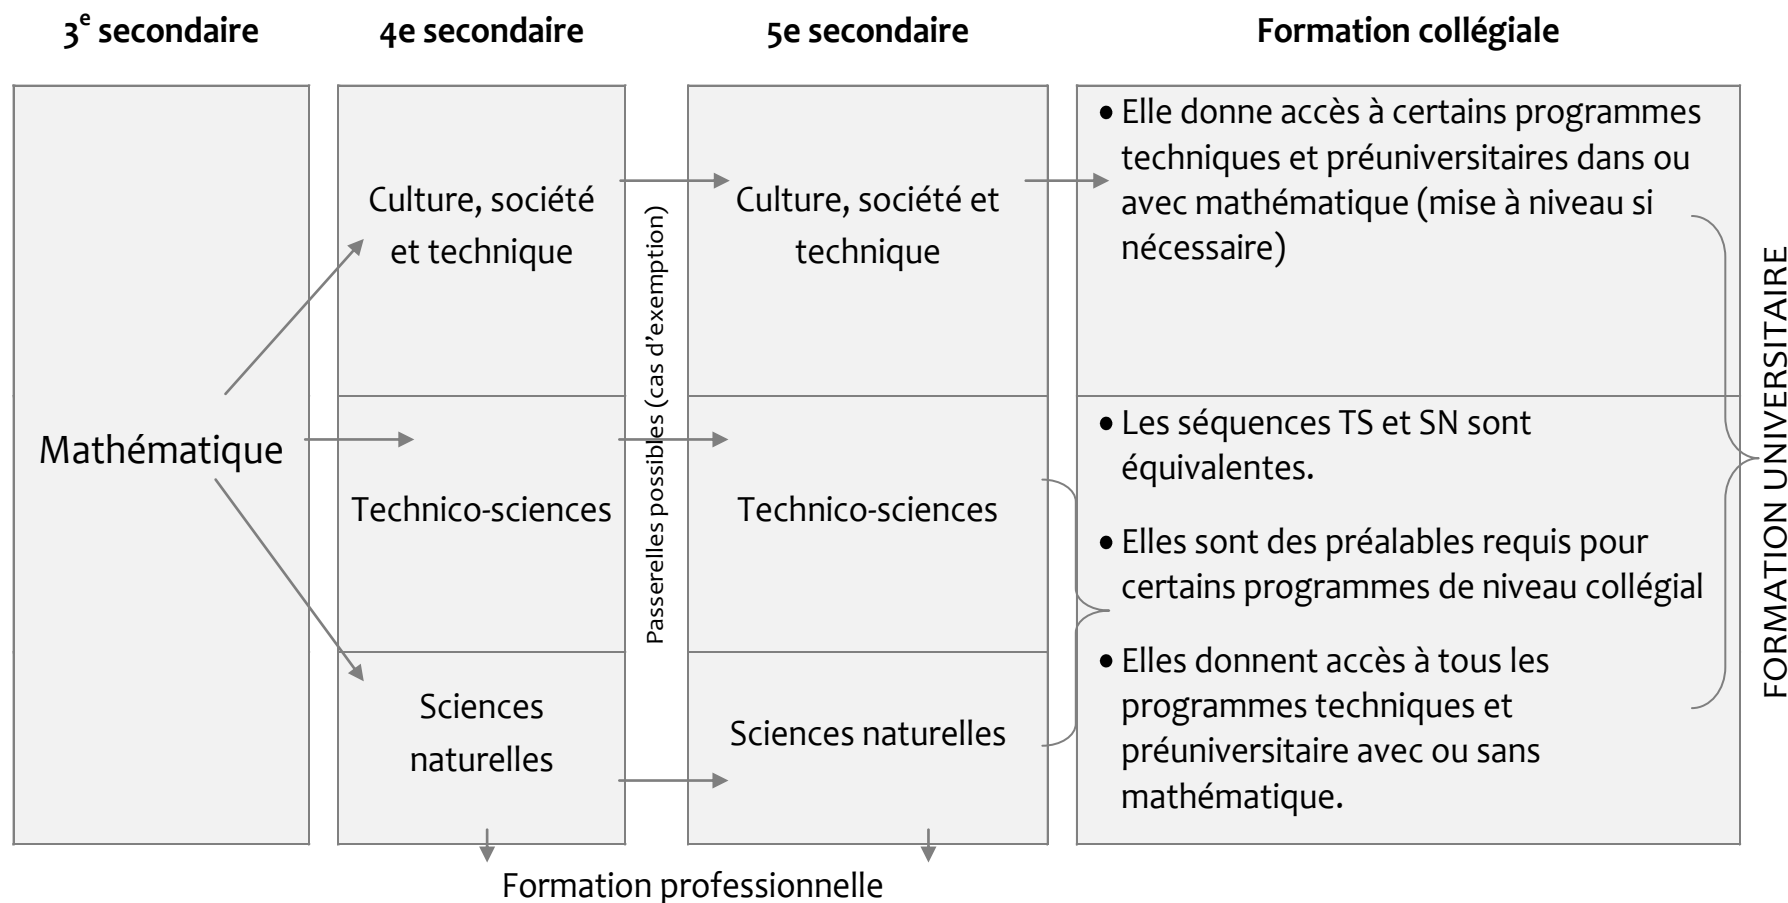 3e secondaire
4e secondaire
5e secondaire
Formation collégiale
Mathématique
Culture, société
et technique
Technico-sciences
Sciences
naturelles
Passerelles possibles (cas d'exemption)
Culture, société et
technique
Technico-sciences
Sciences naturelles
• Elle donne accès à certains programmes
techniques et préuniversitaires dans ou
avec mathématique (mise à niveau si
nécessaire)
• Les séquences TS et SN sont
équivalentes.
• Elles sont des préalables requis pour
certains programmes de niveau collégial
• Elles donnent accès à tous les
programmes techniques et
préuniversitaire avec ou sans
mathématique.
FORMATION UNIVERSITAIRE
Formation professionnelle